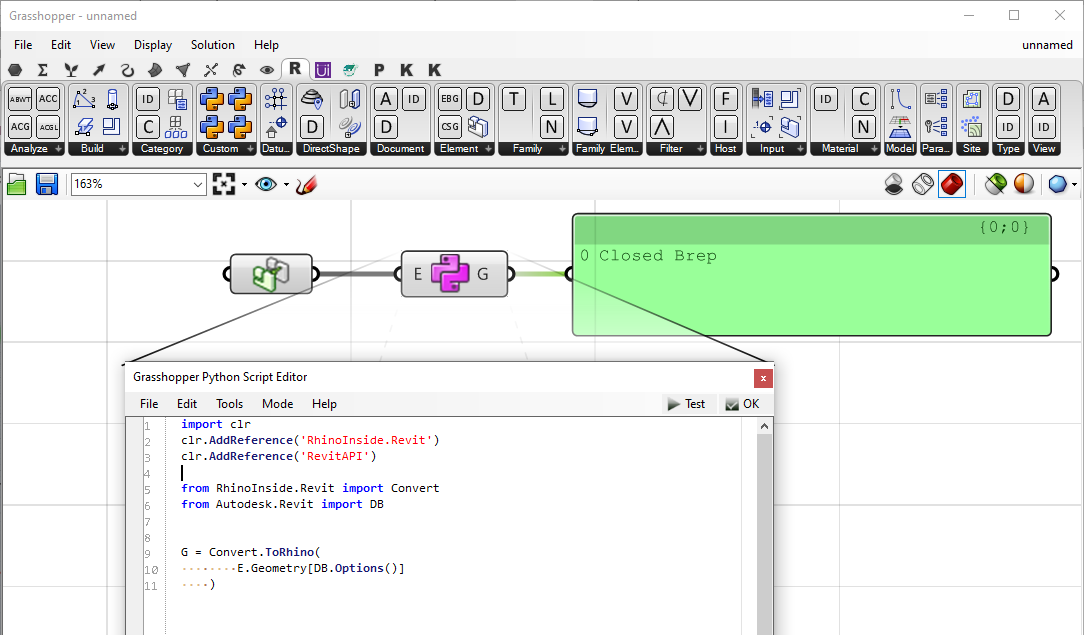 Grasshopper - unnamed
File Edit View Display Solution Help unnamed
R Uj P K K
ABWT ACC ID A ID EBG D T L V F ID C D A
ACG ACGL C D D CSG N V I N ID ID
Analyze Build Category Custom Datu... DirectShape Document Element Family Family Elem... Filter Host Input Material Model Para... Site Type View
163%
{0;0}
0 Closed Brep
E G
Grasshopper Python Script Editor x
File Edit Tools Mode Help Test OK
1 import clr
2 clr.AddReference('RhinoInside.Revit')
3 clr.AddReference('RevitAPI')
4
5 from RhinoInside.Revit import Convert
6 from Autodesk.Revit import DB
7
8
9 G = Convert.ToRhino(
10 ········E.Geometry[DB.Options()]
11 ····)